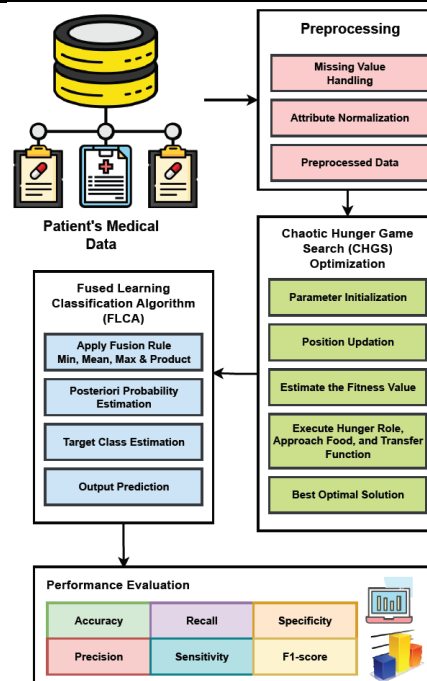 Patient's Medical
Data
Preprocessing
Missing Value
Handling
Attribute Normalization
Preprocessed Data
Chaotic Hunger Game
Search (CHGS)
Optimization
Parameter Initialization
Position Updation
Estimate the Fitness Value
Execute Hunger Role,
Approach Food, and Transfer
Function
Best Optimal Solution
Fused Learning
Classification Algorithm
(FLCA)
Apply Fusion Rule
Min, Mean, Max & Product
Posteriori Probability
Estimation
Target Class Estimation
Output Prediction
Performance Evaluation
Accuracy
Recall
Specificity
Precision
Sensitivity
F1-score